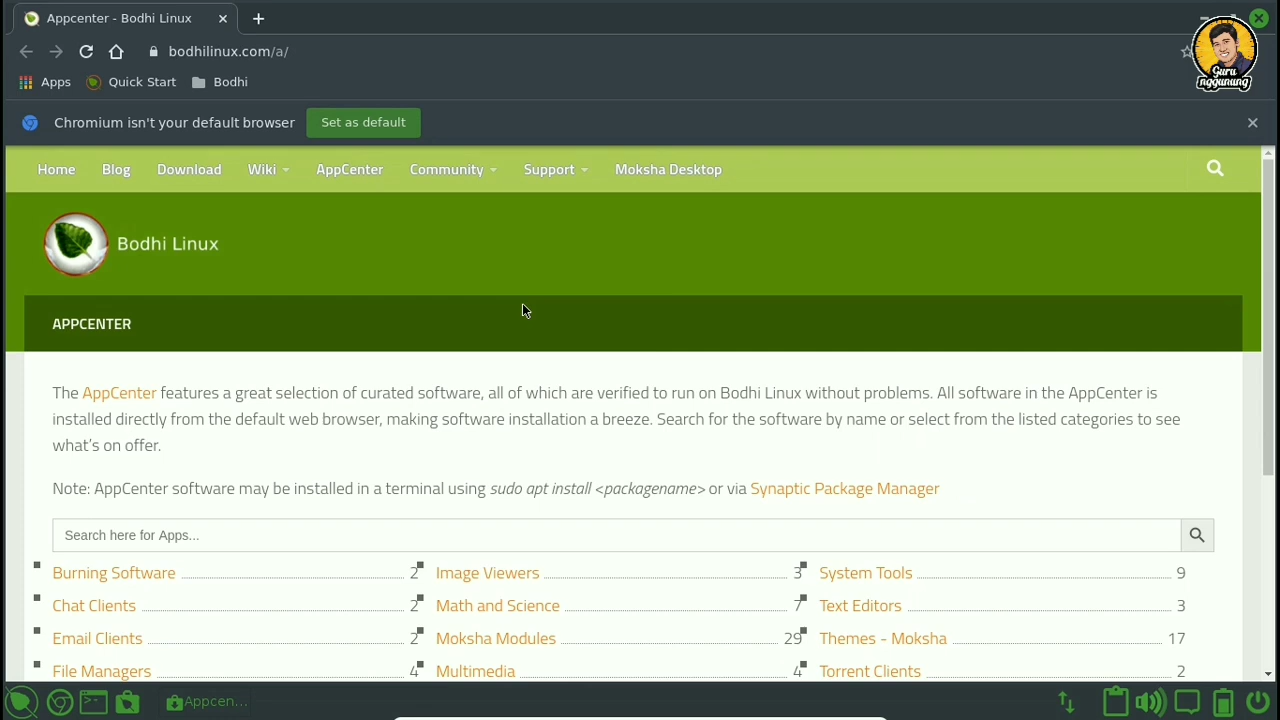 Appcenter - Bodhi Linux
bodhilinux.com/a/
Guru
nggunung
Apps Quick Start Bodhi
Chromium isn't your default browser Set as default
Home Blog Download Wiki AppCenter Community Support Moksha Desktop
Bodhi Linux
APPCENTER
The AppCenter features a great selection of curated software, all of which are verified to run on Bodhi Linux without problems. All software in the AppCenter is
installed directly from the default web browser, making software installation a breeze. Search for the software by name or select from the listed categories to see
what's on offer.
Note: AppCenter software may be installed in a terminal using sudo apt install <packagename> or via Synaptic Package Manager
Search here for Apps...
Burning Software 2 Image Viewers 3 System Tools 9
Chat Clients 2 Math and Science 7 Text Editors 3
Email Clients 2 Moksha Modules 29 Themes - Moksha 17
File Managers 4 Multimedia 4 Torrent Clients 2
Appcen...